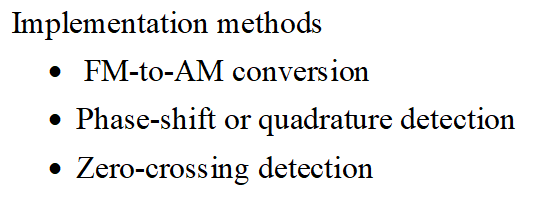 Implementation methods
• FM-to-AM conversion
• Phase-shift or quadrature detection
• Zero-crossing detection